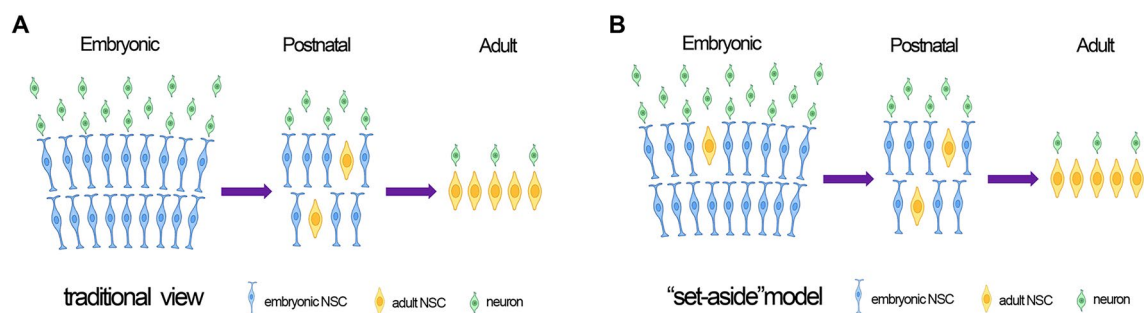 A
Embryonic Postnatal Adult
traditional view embryonic NSC adult NSC neuron
B
Embryonic Postnatal Adult
“set-aside”model embryonic NSC adult NSC neuron